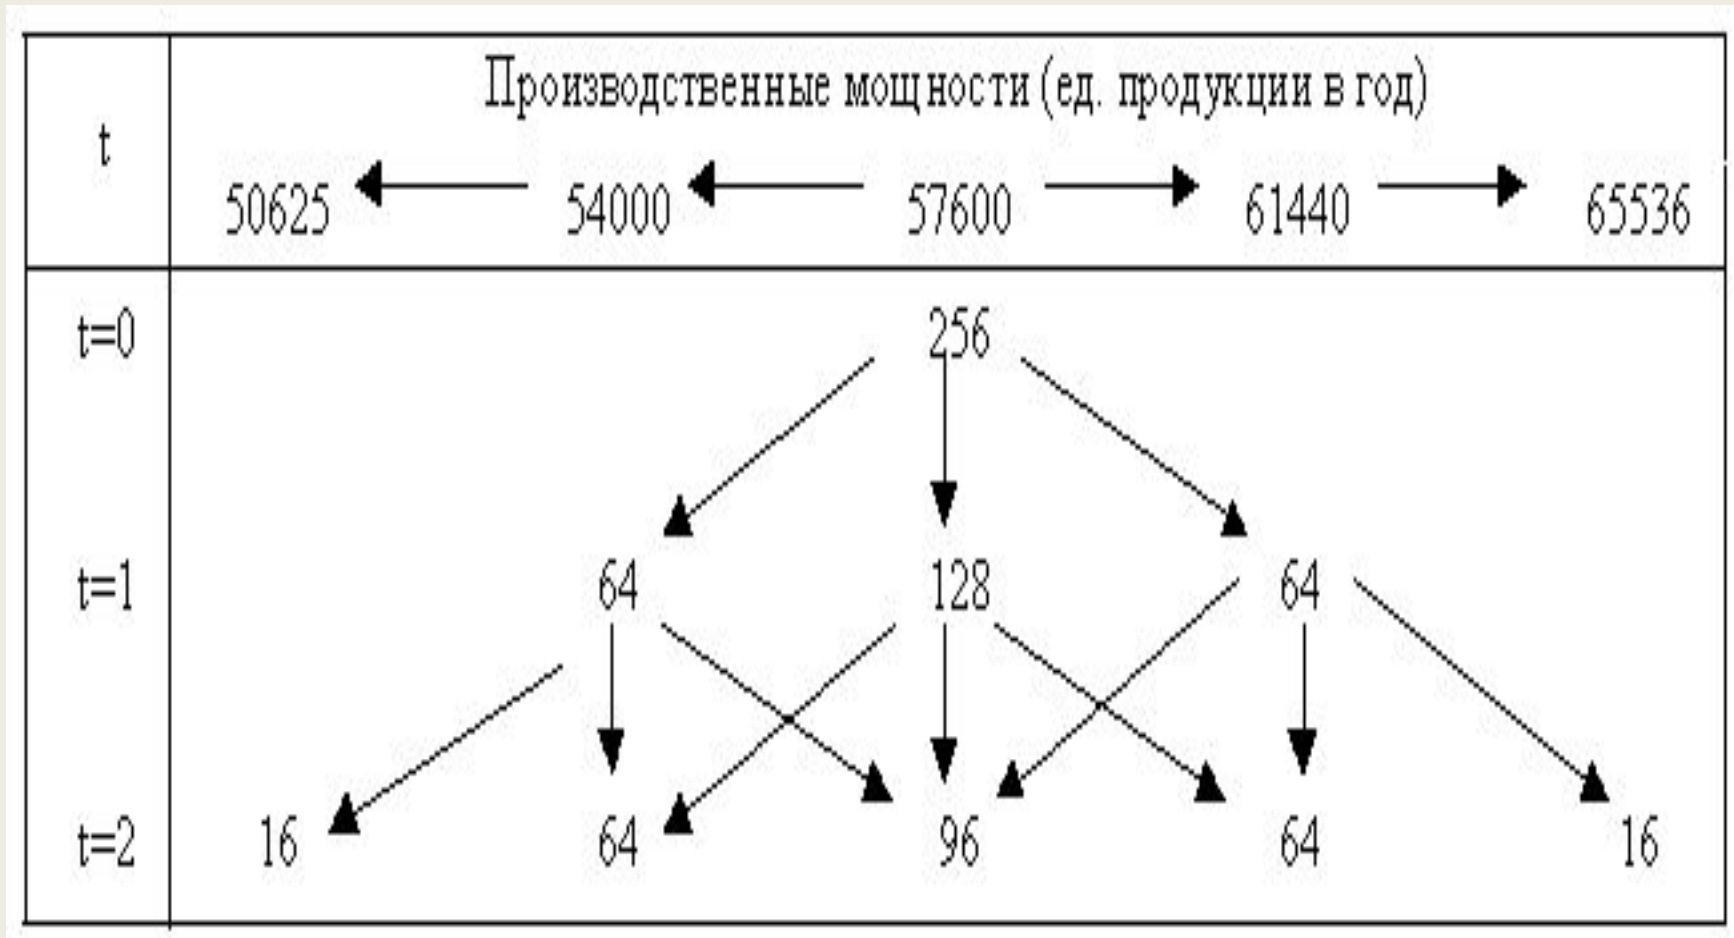 Производственные мощности (ед. продукции в год)
t
50625 54000 57600 61440 65536
t=0 256
t=1 64 128 64
t=2 16 64 96 64 16